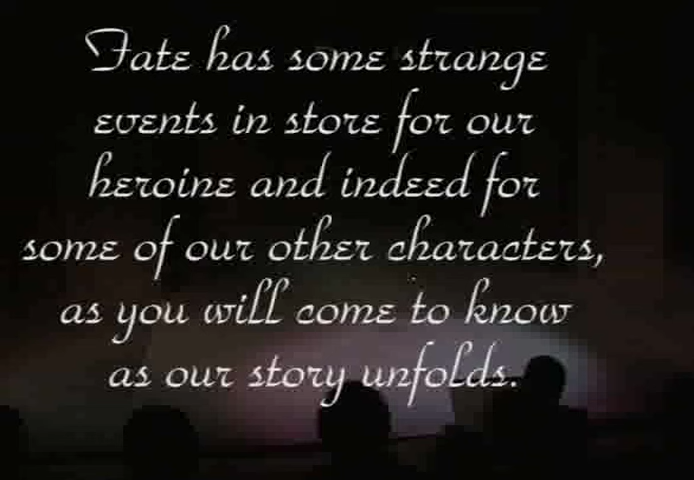 Fate has some strange
events in store for our
heroine and indeed for
some of our other characters,
as you will come to know
as our story unfolds.